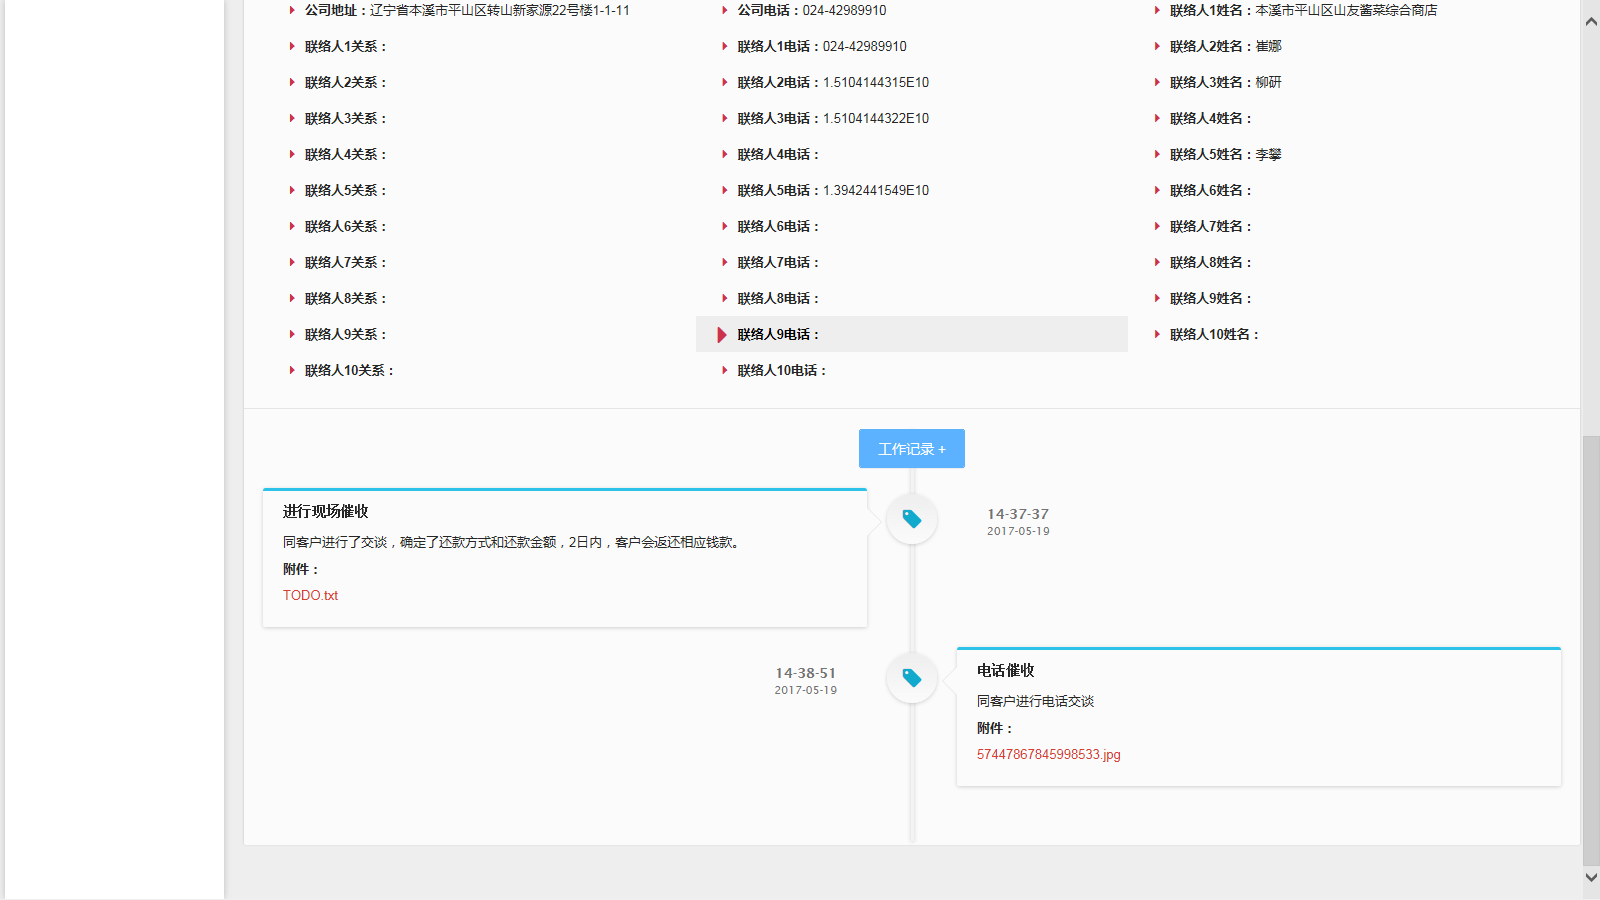 公司地址：辽宁省本溪市平山区转山新家源22号楼1-1-11
公司电话：024-42989910
联络人1姓名：本溪市平山区山友酱菜综合商店
联络人1关系：
联络人1电话：024-42989910
联络人2姓名：崔娜
联络人2关系：
联络人2电话：1.5104144315E10
联络人3姓名：柳研
联络人3关系：
联络人3电话：1.5104144322E10
联络人4姓名：
联络人4关系：
联络人4电话：
联络人5姓名：李攀
联络人5关系：
联络人5电话：1.3942441549E10
联络人6姓名：
联络人6关系：
联络人6电话：
联络人7姓名：
联络人7关系：
联络人7电话：
联络人8姓名：
联络人8关系：
联络人8电话：
联络人9姓名：
联络人9关系：
联络人9电话：
联络人10姓名：
联络人10关系：
联络人10电话：
工作记录 +
进行现场催收
同客户进行了交谈，确定了还款方式和还款金额，2日内，客户会返还相应钱款。
附件：
TODO.txt
14-37-37
2017-05-19
14-38-51
2017-05-19
电话催收
同客户进行电话交谈
附件：
57447867845998533.jpg